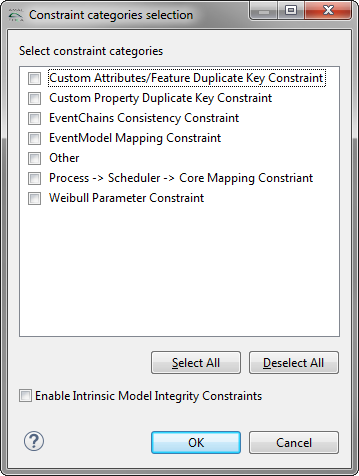 Constraint categories selection
Select constraint categories
Custom Attributes/Feature Duplicate Key Constraint
Custom Property Duplicate Key Constraint
EventChains Consistency Constraint
EventModel Mapping Constraint
Other
Process -> Scheduler -> Core Mapping Constriant
Weibull Parameter Constraint
Select All
Deselect All
Enable Intrinsic Model Integrity Constraints
?
OK
Cancel